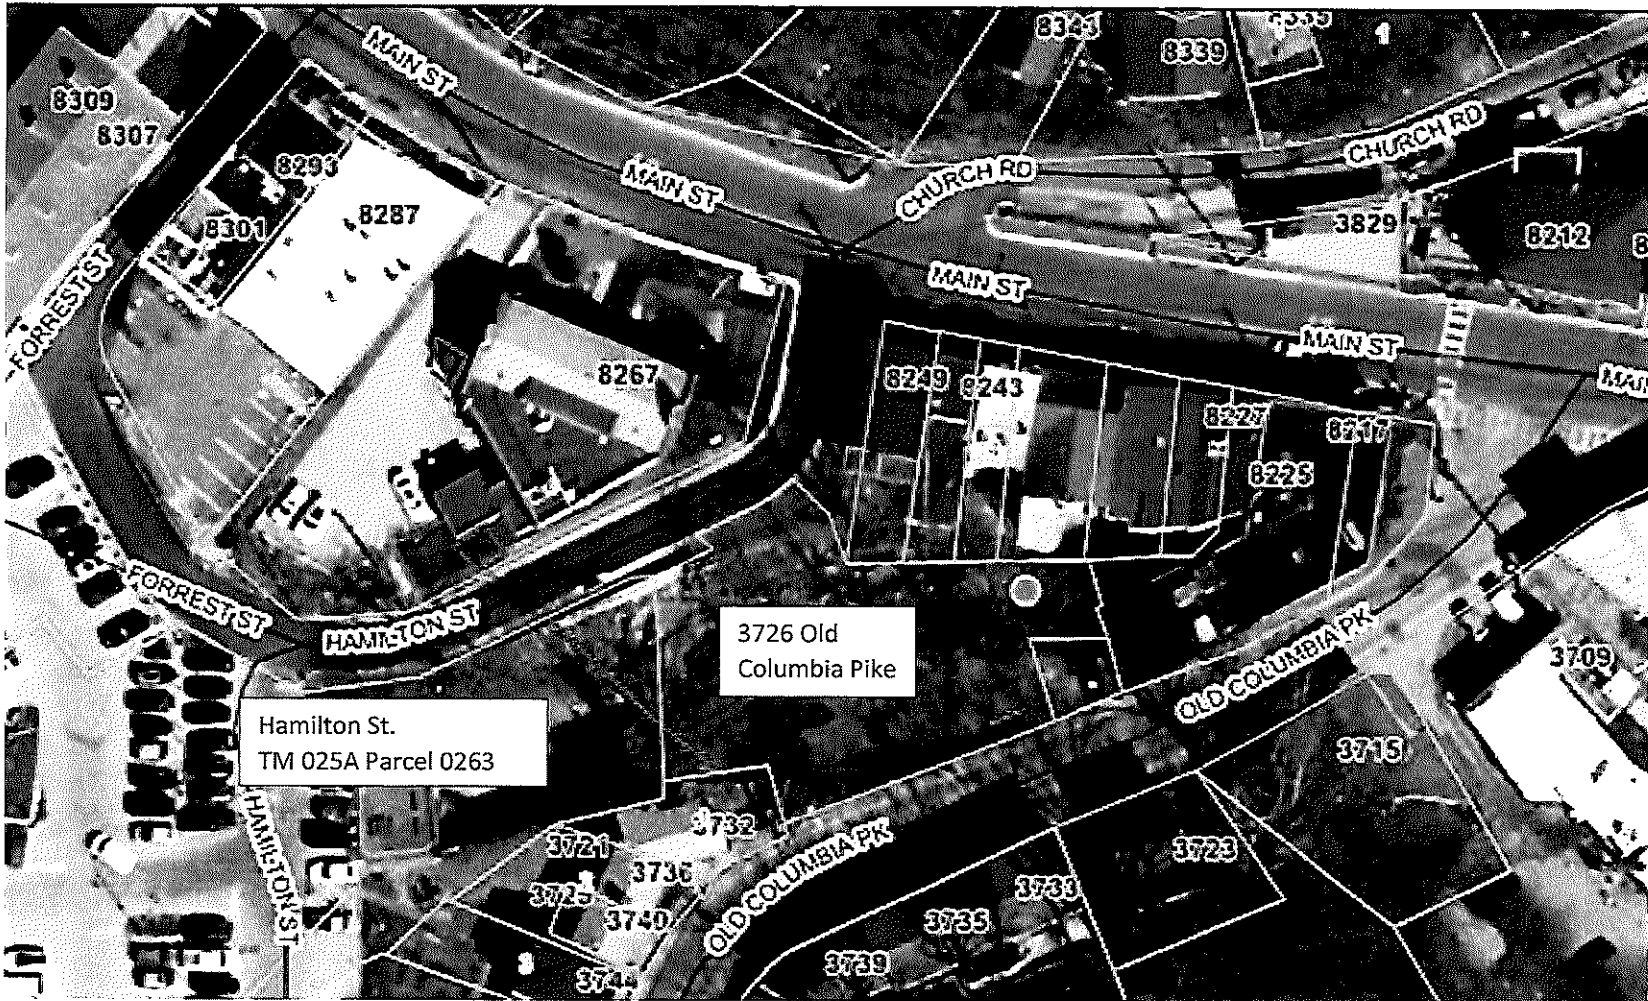 MAIN ST
8343
8339
8309
8307
CHURCH RD
8293
MAIN ST
CHURCH RD
8287
8301
3829
8212
FORREST ST
MAIN ST
MAIN ST
8267
8249
8243
MAIN
8227
8217
8225
FORREST ST
HAMILTON ST
3726 Old
Columbia Pike
OLD COLUMBIA PK
3709
Hamilton St.
TM 025A Parcel 0263
3715
HAMILTON ST
3732
3721
3736
3723
OLD COLUMBIA PK
3733
3740
3735
3739
3744